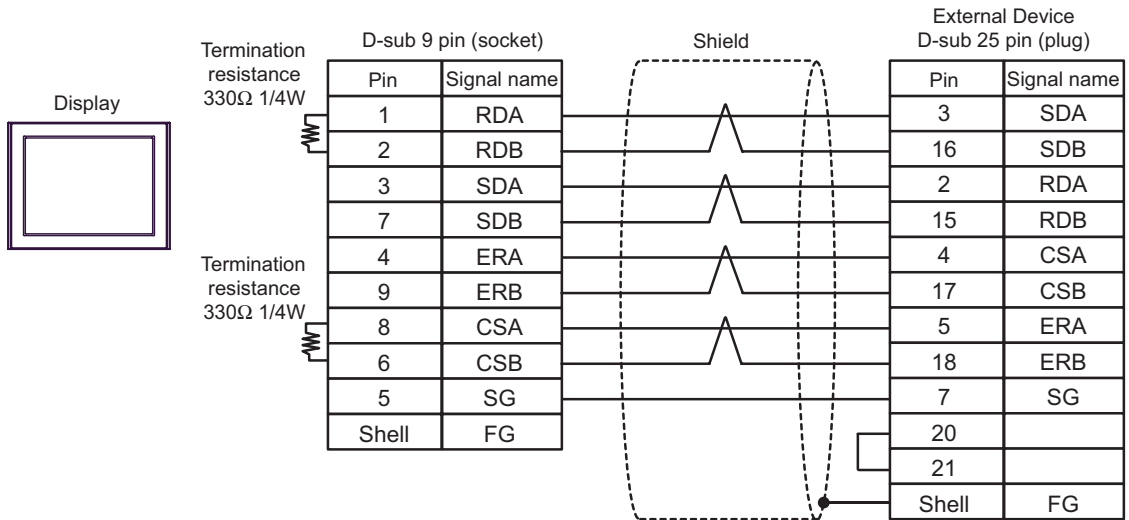 Display
Termination
resistance
330Ω 1/4W
Termination
resistance
330Ω 1/4W
D-sub 9 pin (socket)
Pin Signal name
1 RDA
2 RDB
3 SDA
7 SDB
4 ERA
9 ERB
8 CSA
6 CSB
5 SG
Shell FG
Shield
External Device
D-sub 25 pin (plug)
Pin Signal name
3 SDA
16 SDB
2 RDA
15 RDB
4 CSA
17 CSB
5 ERA
18 ERB
7 SG
20
21
Shell FG